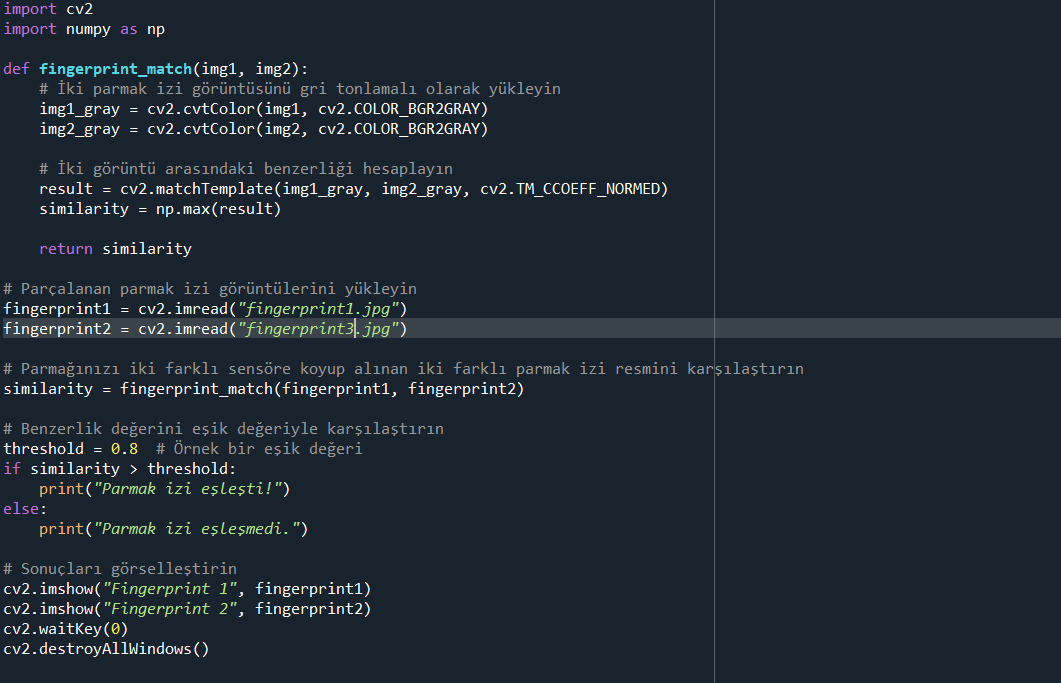 import cv2
import numpy as np
def fingerprint_match(img1, img2):
    # İki parmak izi görüntüsünü gri tonlamalı olarak yükleyin
    img1_gray = cv2.cvtColor(img1, cv2.COLOR_BGR2GRAY)
    img2_gray = cv2.cvtColor(img2, cv2.COLOR_BGR2GRAY)
    # İki görüntü arasındaki benzerliği hesaplayın
    result = cv2.matchTemplate(img1_gray, img2_gray, cv2.TM_CCOEFF_NORMED)
    similarity = np.max(result)
    return similarity
# Parçalanan parmak izi görüntülerini yükleyin
fingerprint1 = cv2.imread("fingerprint1.jpg")
fingerprint2 = cv2.imread("fingerprint3.jpg")
# Parmağınızı iki farklı sensöre koyup alınan iki farklı parmak izi resmini karşılaştırın
similarity = fingerprint_match(fingerprint1, fingerprint2)
# Benzerlik değerini eşik değeriyle karşılaştırın
threshold = 0.8  # Örnek bir eşik değeri
if similarity > threshold:
    print("Parmak izi eşleşti!")
else:
    print("Parmak izi eşleşmedi.")
# Sonuçları görselleştirin
cv2.imshow("Fingerprint 1", fingerprint1)
cv2.imshow("Fingerprint 2", fingerprint2)
cv2.waitKey(0)
cv2.destroyAllWindows()